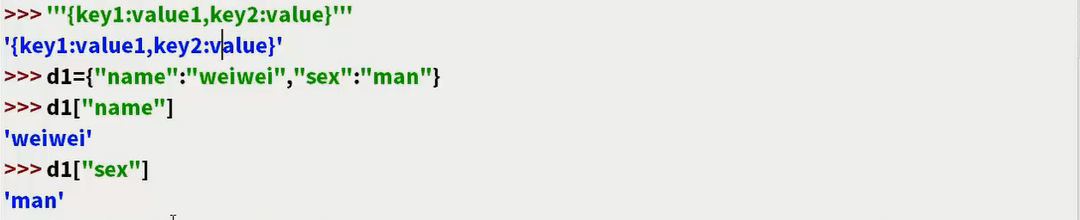 >>> '''{key1:value1,key2:value}'''
'{key1:value1,key2:value}'
>>> d1={"name":"weiwei","sex":"man"}
>>> d1["name"]
'weiwei'
>>> d1["sex"]
'man'